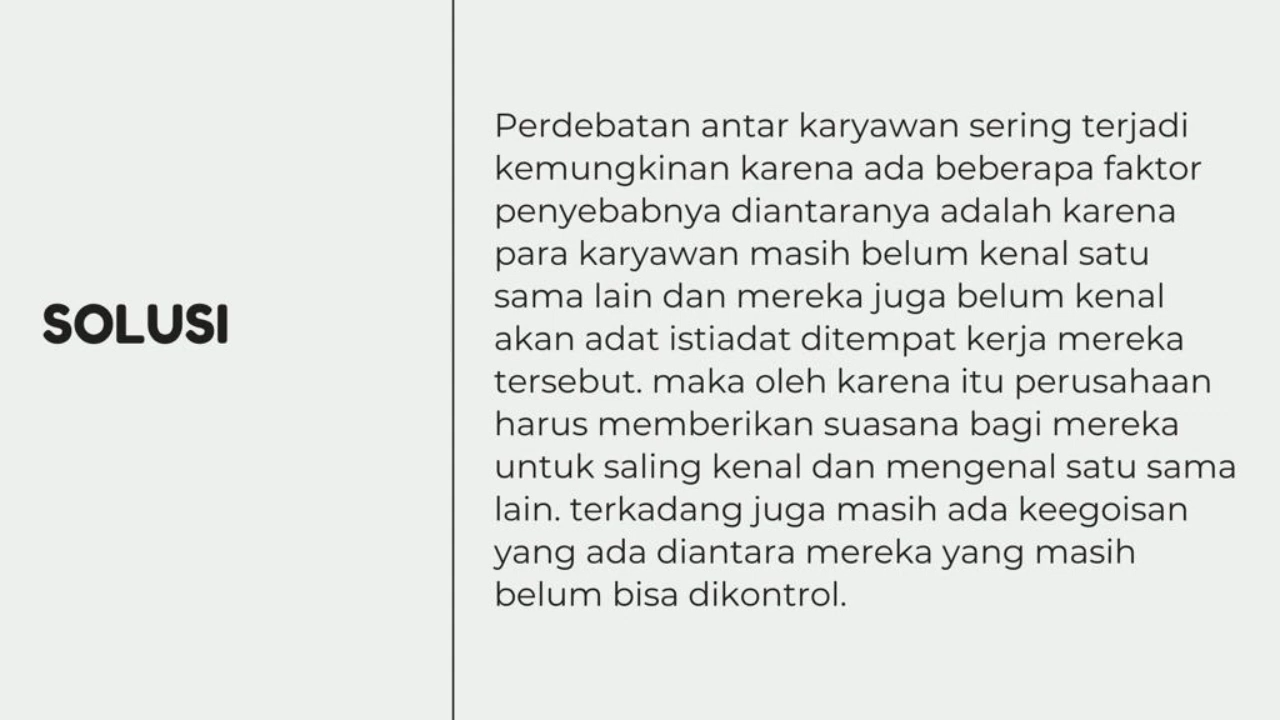 SOLUSI
Perdebatan antar karyawan sering terjadi
kemungkinan karena ada beberapa faktor
penyebabnya diantaranya adalah karena
para karyawan masih belum kenal satu
sama lain dan mereka juga belum kenal
akan adat istiadat ditempat kerja mereka
tersebut. maka oleh karena itu perusahaan
harus memberikan suasana bagi mereka
untuk saling kenal dan mengenal satu sama
lain. terkadang juga masih ada keegoisan
yang ada diantara mereka yang masih
belum bisa dikontrol.